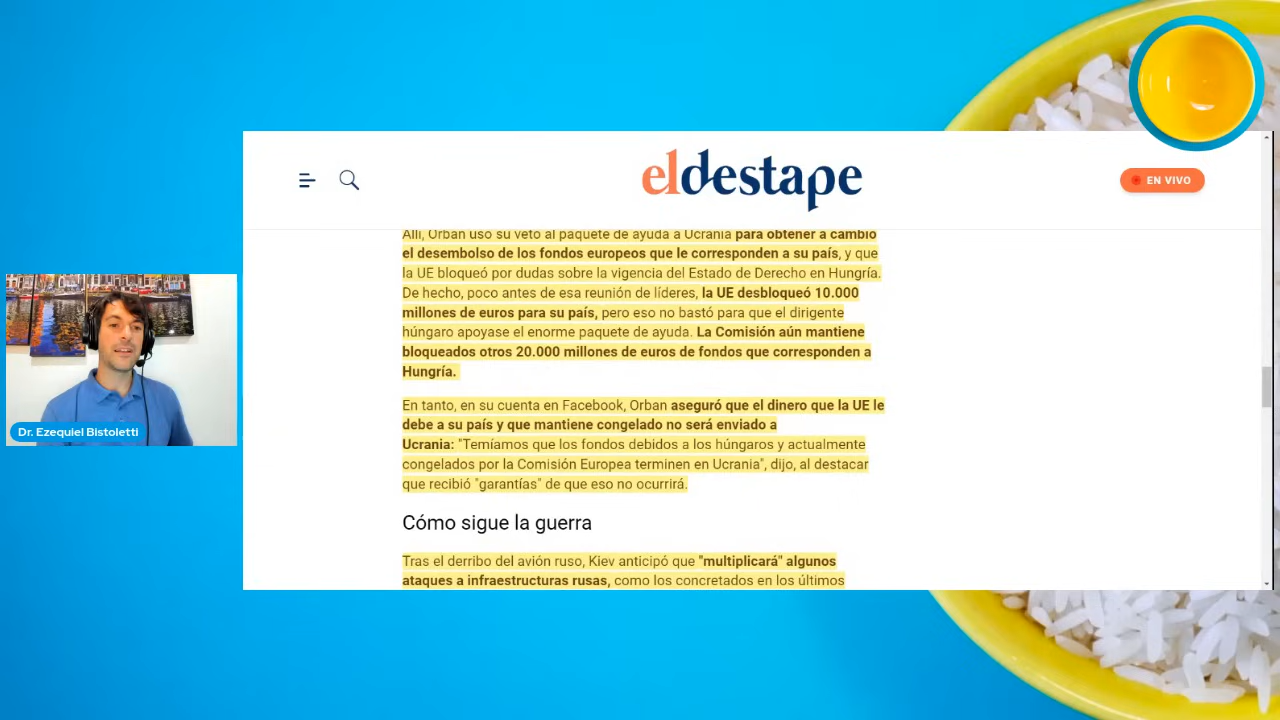 eldestape
EN VIVO
Allí, Orban usó su veto al paquete de ayuda a Ucrania para obtener a cambio
el desembolso de los fondos europeos que le corresponden a su país, y que
la UE bloqueó por dudas sobre la vigencia del Estado de Derecho en Hungría.
De hecho, poco antes de esa reunión de líderes, la UE desbloqueó 10.000
millones de euros para su país, pero eso no bastó para que el dirigente
húngaro apoyase el enorme paquete de ayuda. La Comisión aún mantiene
bloqueados otros 20.000 millones de euros de fondos que corresponden a
Hungría.
En tanto, en su cuenta en Facebook, Orban aseguró que el dinero que la UE le
debe a su país y que mantiene congelado no será enviado a
Ucrania: "Temíamos que los fondos debidos a los húngaros y actualmente
congelados por la Comisión Europea terminen en Ucrania", dijo, al destacar
que recibió "garantías" de que eso no ocurrirá.
Cómo sigue la guerra
Tras el derribo del avión ruso, Kiev anticipó que "multiplicará" algunos
ataques a infraestructuras rusas, como los concretados en los últimos
Dr. Ezequiel Bistoletti